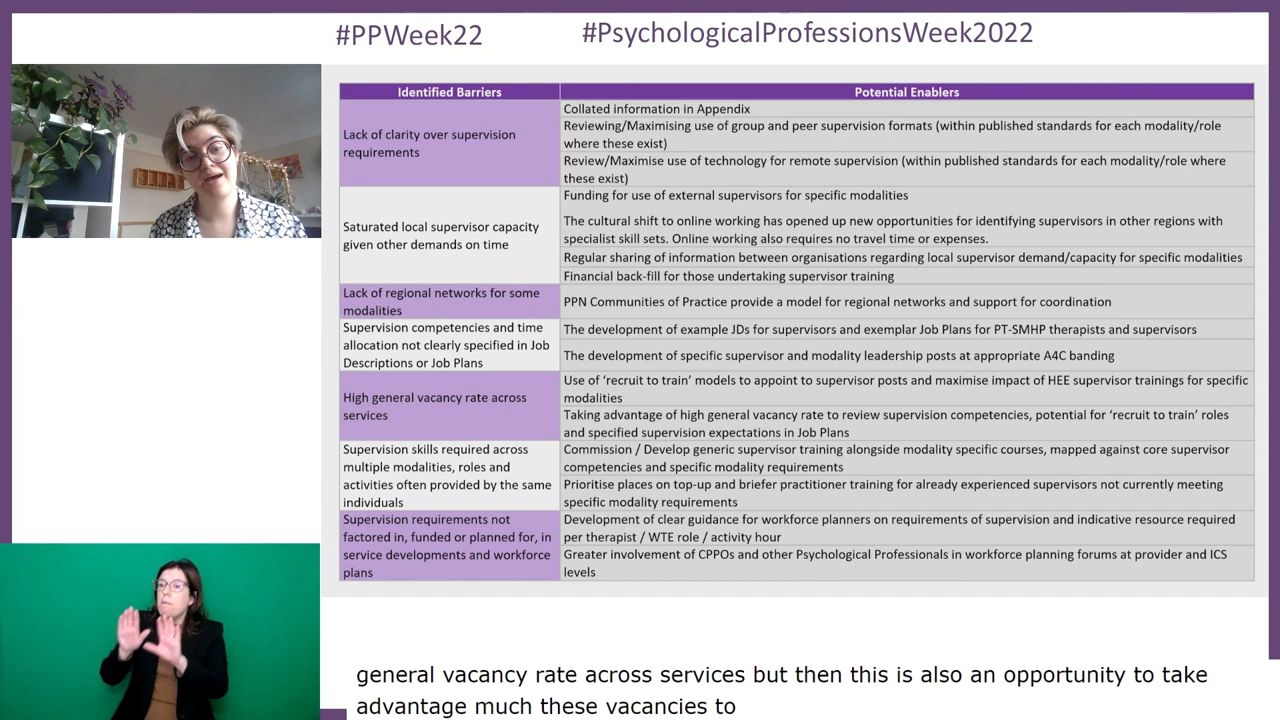 #PPWeek22 #PsychologicalProfessionsWeek2022
Identified Barriers
Potential Enablers
Lack of clarity over supervision
requirements
Collated information in Appendix
Reviewing/Maximising use of group and peer supervision formats (within published standards for each modality/role
where these exist)
Review/Maximise use of technology for remote supervision (within published standards for each modality/role where
these exist)
Saturated local supervisor capacity
given other demands on time
Funding for use of external supervisors for specific modalities
The cultural shift to online working has opened up new opportunities for identifying supervisors in other regions with
specialist skill sets. Online working also requires no travel time or expenses.
Regular sharing of information between organisations regarding local supervisor demand/capacity for specific modalities
Financial back-fill for those undertaking supervisor training
Lack of regional networks for some
modalities
PPN Communities of Practice provide a model for regional networks and support for coordination
Supervision competencies and time
allocation not clearly specified in Job
Descriptions or Job Plans
The development of example JDs for supervisors and exemplar Job Plans for PT-SMHP therapists and supervisors
The development of specific supervisor and modality leadership posts at appropriate A4C banding
High general vacancy rate across
services
Use of ‘recruit to train’ models to appoint to supervisor posts and maximise impact of HEE supervisor trainings for specific
modalities
Taking advantage of high general vacancy rate to review supervision competencies, potential for ‘recruit to train’ roles
and specified supervision expectations in Job Plans
Supervision skills required across
multiple modalities, roles and
activities often provided by the same
individuals
Commission / Develop generic supervisor training alongside modality specific courses, mapped against core supervisor
competencies and specific modality requirements
Prioritise places on top-up and briefer practitioner training for already experienced supervisors not currently meeting
specific modality requirements
Supervision requirements not
factored in, funded or planned for, in
service developments and workforce
plans
Development of clear guidance for workforce planners on requirements of supervision and indicative resource required
per therapist / WTE role / activity hour
Greater involvement of CPPOs and other Psychological Professionals in workforce planning forums at provider and ICS
levels
general vacancy rate across services but then this is also an opportunity to take
advantage much these vacancies to